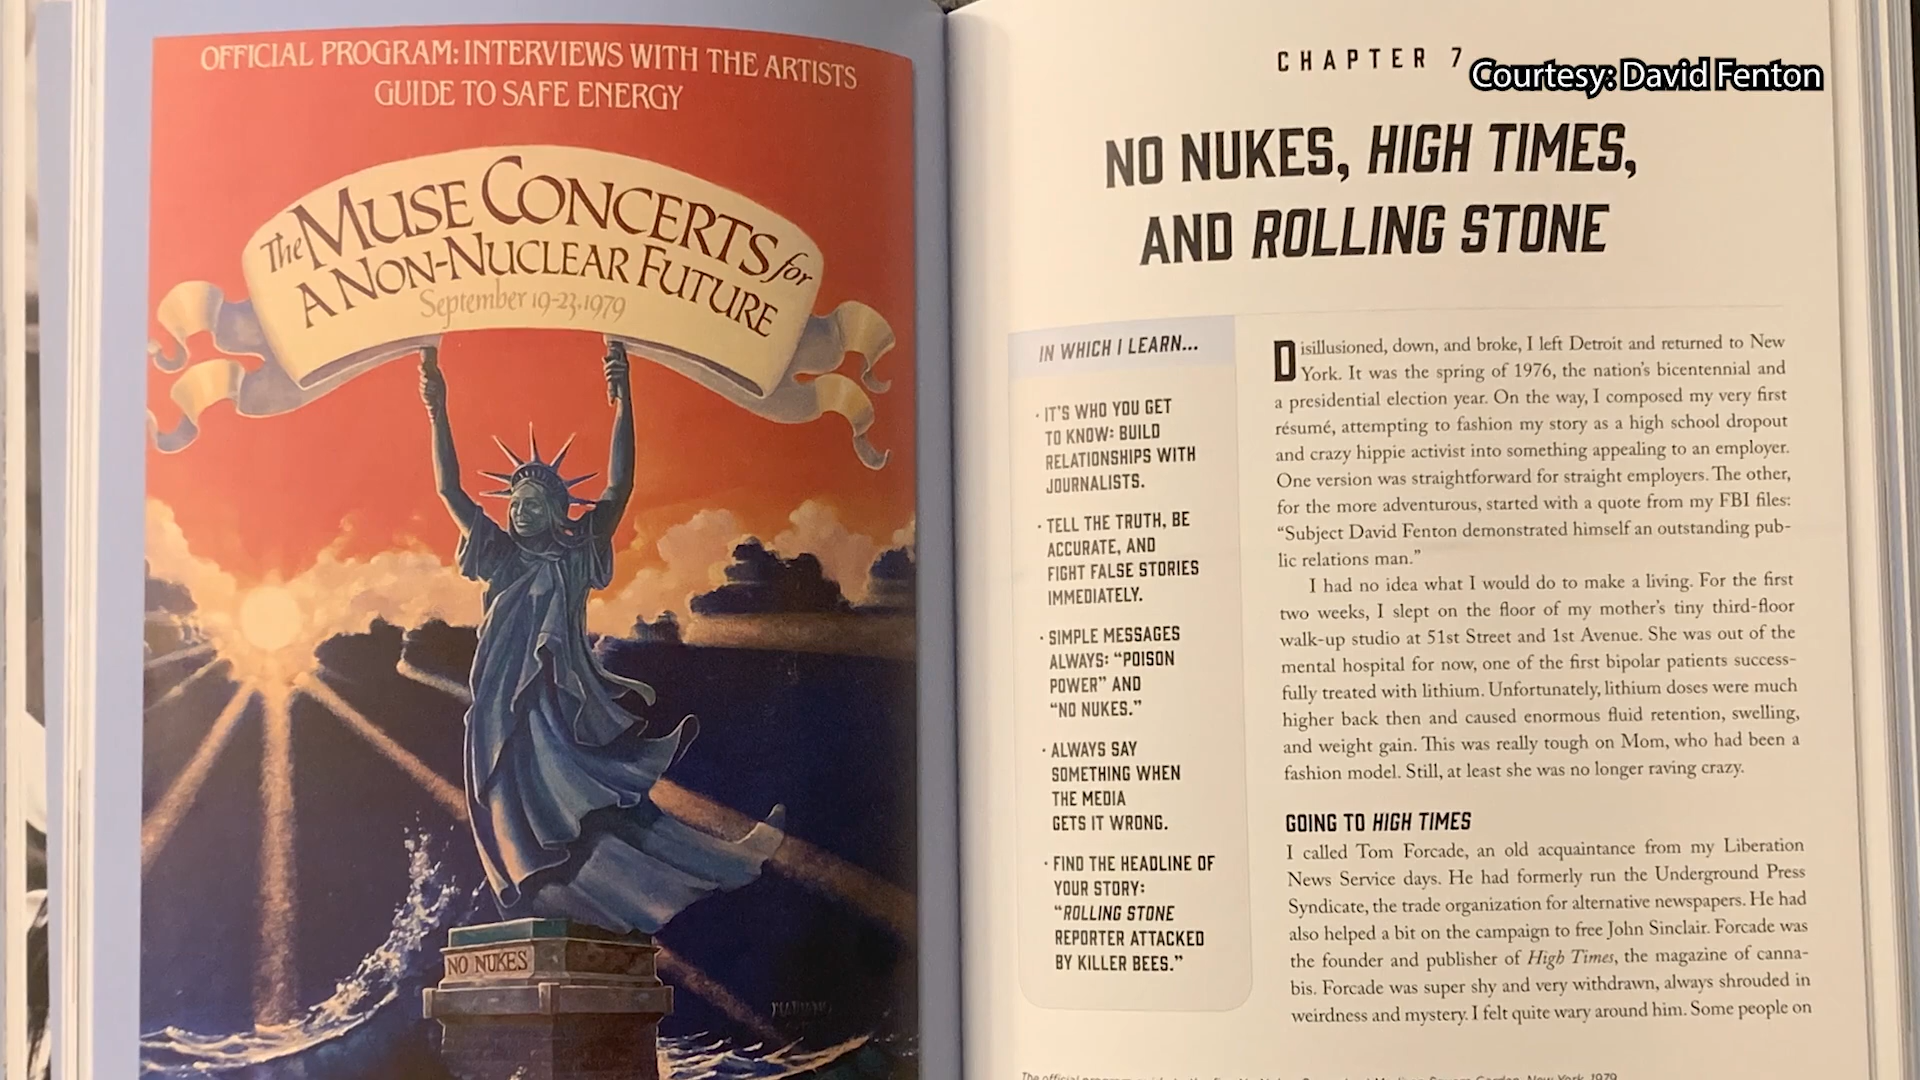 OFFICIAL PROGRAM: INTERVIEWS WITH THE ARTISTS
GUIDE TO SAFE ENERGY
The MUSE CONCERTS for
A NON-NUCLEAR FUTURE
September 19-23, 1979
NO NUKES
CHAPTER 7
Courtesy: David Fenton
NO NUKES, HIGH TIMES,
AND ROLLING STONE
IN WHICH I LEARN...
• IT'S WHO YOU GET
TO KNOW: BUILD
RELATIONSHIPS WITH
JOURNALISTS.
• TELL THE TRUTH, BE
ACCURATE, AND
FIGHT FALSE STORIES
IMMEDIATELY.
• SIMPLE MESSAGES
ALWAYS: “POISON
POWER” AND
“NO NUKES.”
• ALWAYS SAY
SOMETHING WHEN
THE MEDIA
GETS IT WRONG.
• FIND THE HEADLINE OF
YOUR STORY:
“ROLLING STONE
REPORTER ATTACKED
BY KILLER BEES.”
Disillusioned, down, and broke, I left Detroit and returned to New
York. It was the spring of 1976, the nation’s bicentennial and
a presidential election year. On the way, I composed my very first
résumé, attempting to fashion my story as a high school dropout
and crazy hippie activist into something appealing to an employer.
One version was straightforward for straight employers. The other,
for the more adventurous, started with a quote from my FBI files:
“Subject David Fenton demonstrated himself an outstanding pub-
lic relations man.”
I had no idea what I would do to make a living. For the first
two weeks, I slept on the floor of my mother’s tiny third-floor
walk-up studio at 51st Street and 1st Avenue. She was out of the
mental hospital for now, one of the first bipolar patients success-
fully treated with lithium. Unfortunately, lithium doses were much
higher back then and caused enormous fluid retention, swelling,
and weight gain. This was really tough on Mom, who had been a
fashion model. Still, at least she was no longer raving crazy.
GOING TO HIGH TIMES
I called Tom Forcade, an old acquaintance from my Liberation
News Service days. He had formerly run the Underground Press
Syndicate, the trade organization for alternative newspapers. He had
also helped a bit on the campaign to free John Sinclair. Forcade was
the founder and publisher of High Times, the magazine of canna-
bis. Forcade was super shy and very withdrawn, always shrouded in
weirdness and mystery. I felt quite wary around him. Some people on